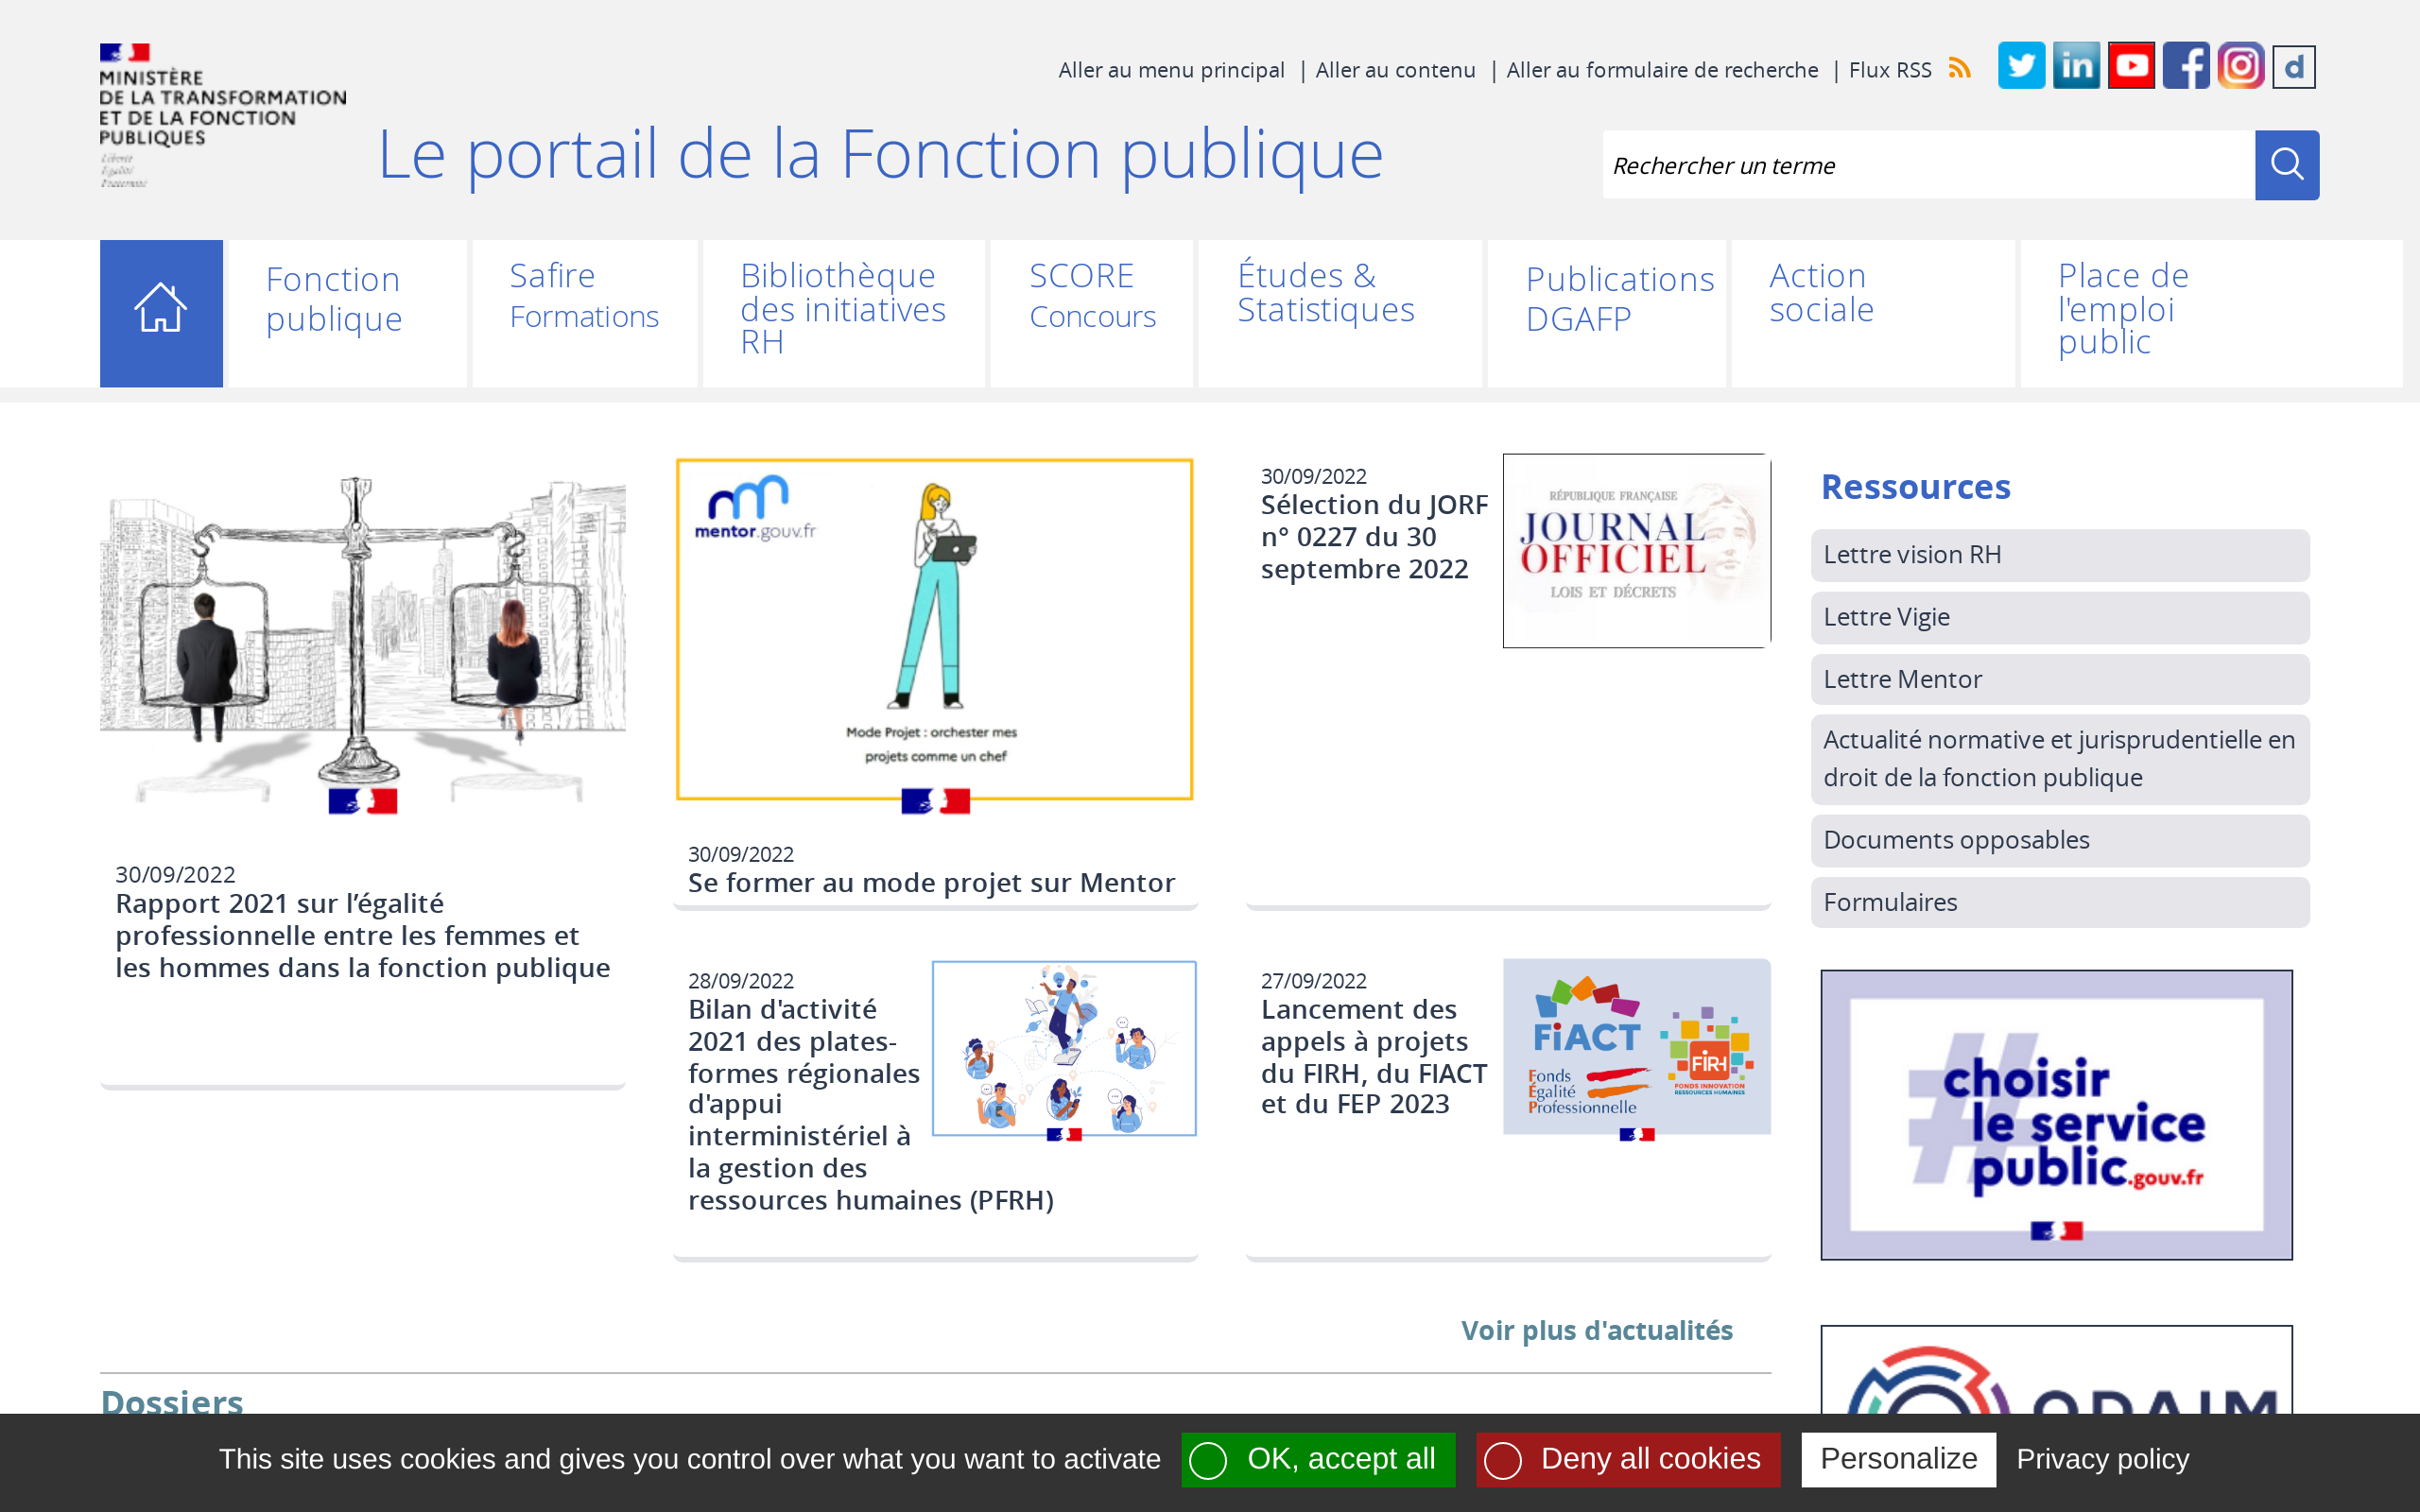 MINISTÈRE
DE LA TRANSFORMATION
ET DE LA FONCTION
PUBLIQUES
Liberté
Égalité
Fraternité
Aller au menu principal | Aller au contenu | Aller au formulaire de recherche | Flux RSS
in
f
d
Le portail de la Fonction publique
Rechercher un terme
Fonction
publique
Safire
Formations
Bibliothèque
des initiatives
RH
SCORE
Concours
Études &
Statistiques
Publications
DGAFP
Action
sociale
Place de
l'emploi
public
30/09/2022
Rapport 2021 sur l’égalité
professionnelle entre les femmes et
les hommes dans la fonction publique
mentor.gouv.fr
Mode Projet : orchester mes
projets comme un chef
30/09/2022
Se former au mode projet sur Mentor
30/09/2022
Sélection du JORF
n° 0227 du 30
septembre 2022
RÉPUBLIQUE FRANÇAISE
JOURNAL
OFFICIEL
LOIS ET DÉCRETS
28/09/2022
Bilan d'activité
2021 des plates-
formes régionales
d'appui
interministériel à
la gestion des
ressources humaines (PFRH)
27/09/2022
Lancement des
appels à projets
du FIRH, du FIACT
et du FEP 2023
FiACT
Fonds
Égalité
Professionnelle
FIRH
FONDS INNOVATION
RESSOURCES HUMAINES
Voir plus d'actualités
Dossiers
Ressources
Lettre vision RH
Lettre Vigie
Lettre Mentor
Actualité normative et jurisprudentielle en
droit de la fonction publique
Documents opposables
Formulaires
#
choisir
le service
public.gouv.fr
This site uses cookies and gives you control over what you want to activate
OK, accept all
Deny all cookies
Personalize
Privacy policy